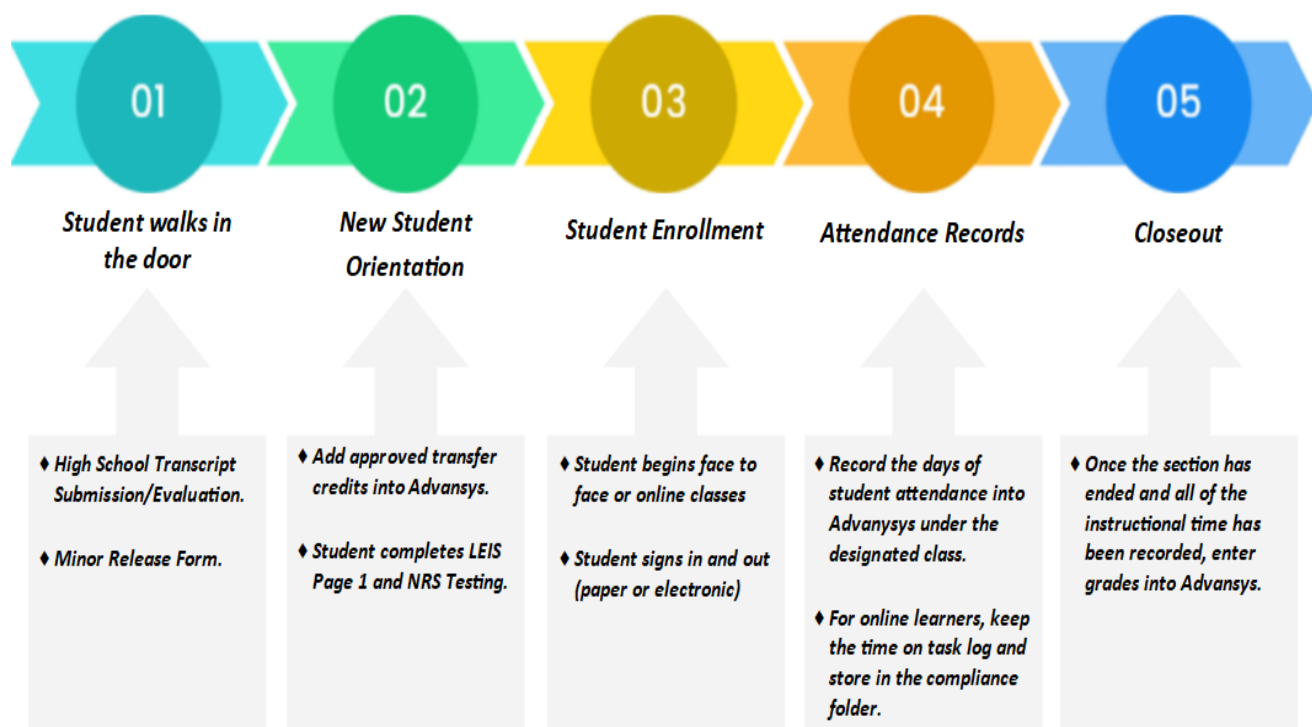 01
02
03
04
05
Student walks in
the door
New Student
Orientation
Student Enrollment
Attendance Records
Closeout
♦ High School Transcript
Submission/Evaluation.
♦ Minor Release Form.
♦ Add approved transfer
credits into Advansys.
♦ Student completes LEIS
Page 1 and NRS Testing.
♦ Student begins face to
face or online classes
♦ Student signs in and out
(paper or electronic)
♦ Record the days of
student attendance into
Advanysys under the
designated class.
♦ For online learners, keep
the time on task log and
store in the compliance
folder.
♦ Once the section has
ended and all of the
instructional time has
been recorded, enter
grades into Advansys.